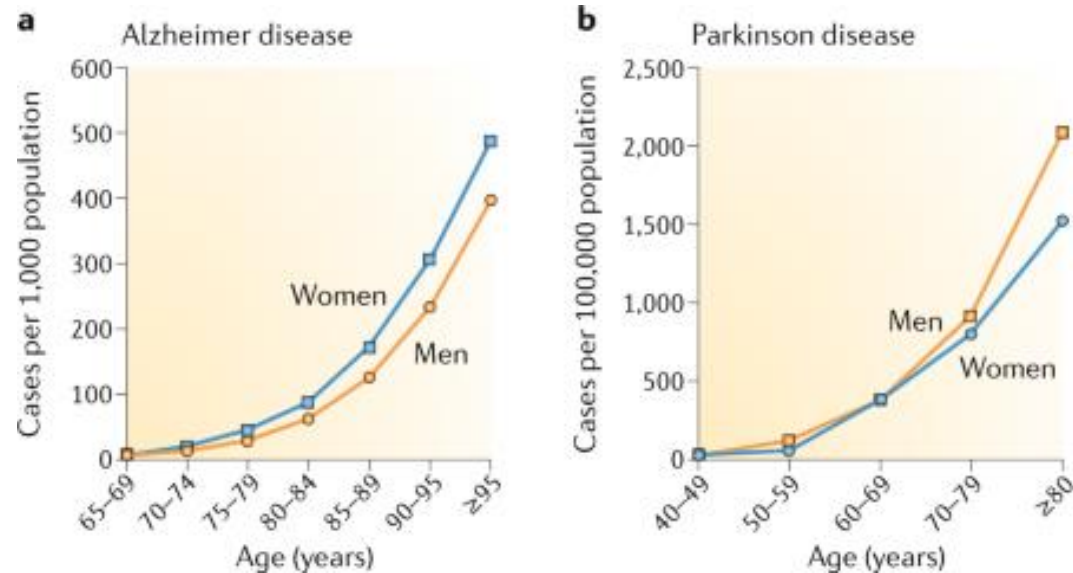 a
Alzheimer disease
Cases per 1,000 population
600
500
400
300
200
100
0
Women
Men
65–69
70–74
75–79
80–84
85–89
90–95
≥95
Age (years)
b
Parkinson disease
Cases per 100,000 population
2,500
2,000
1,500
1,000
500
0
Men
Women
40–49
50–59
60–69
70–79
≥80
Age (years)